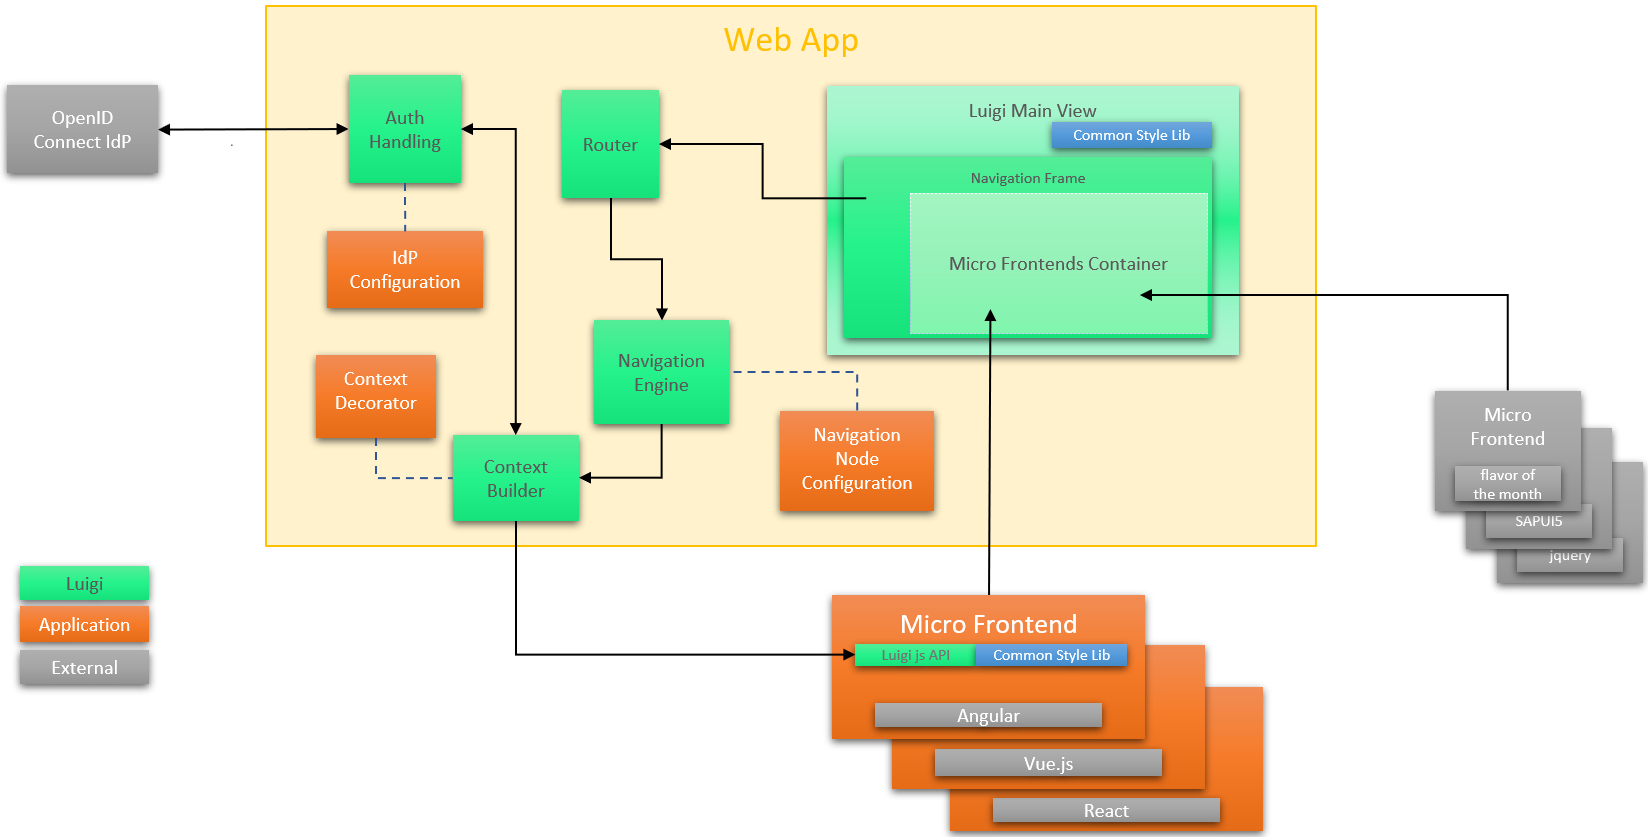 Web App
OpenID
Connect IdP
Auth
Handling
Router
Luigi Main View
Common Style Lib
Navigation Frame
Micro Frontends Container
IdP
Configuration
Context
Decorator
Navigation
Engine
Navigation
Node
Configuration
Context
Builder
Micro
Frontend
flavor of
the month
SAPUI5
jquery
Luigi
Application
External
Micro Frontend
Luigi js API
Common Style Lib
Angular
Vue.js
React